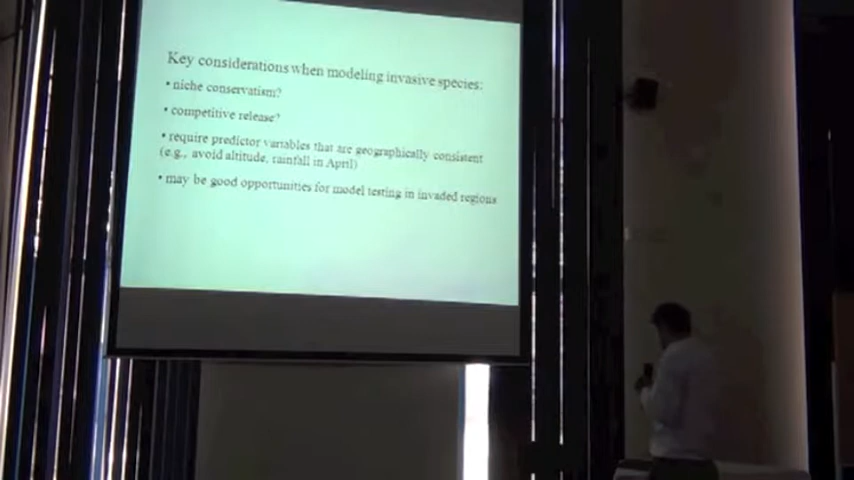 Key considerations when modeling invasive species:
• niche conservatism?
• competitive release?
• require predictor variables that are geographically consistent
(e.g., avoid altitude, rainfall in April)
• may be good opportunities for model testing in invaded regions